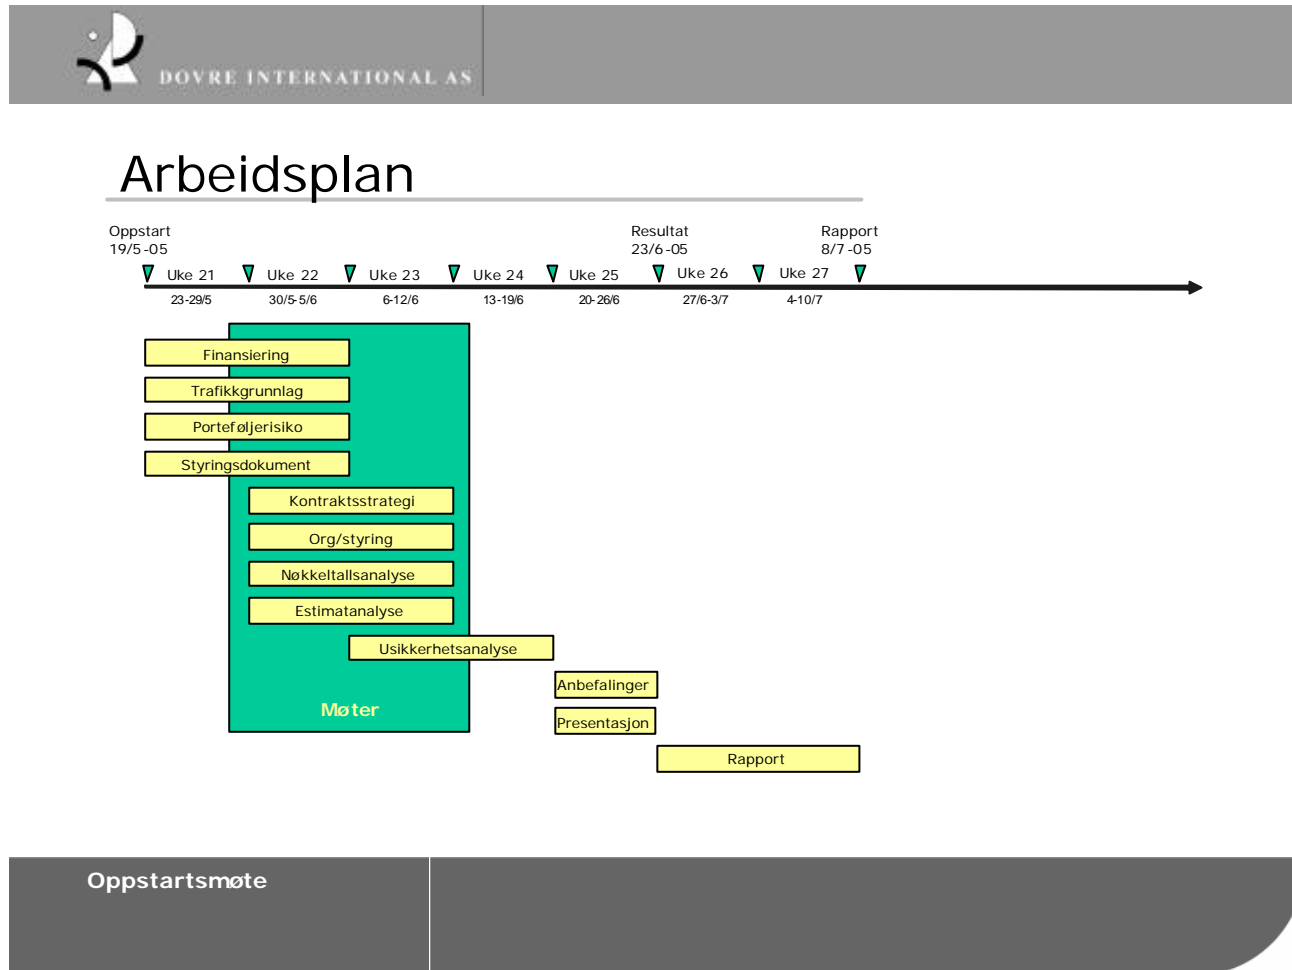 DOVRE INTERNATIONAL AS
Arbeidsplan
Oppstart Resultat Rapport
19/5-05 23/6-05 8/7-05
Uke 21 Uke 22 Uke 23 Uke 24 Uke 25 Uke 26 Uke 27
23-29/5 30/5-5/6 6-12/6 13-19/6 20-26/6 27/6-3/7 4-10/7
Finansiering
Trafikkgrunnlag
Porteføljerisiko
Styringsdokument
Kontraktsstrategi
Org/styring
Nøkkeltallsanalyse
Estimatanalyse
Usikkerhetsanalyse
Anbefalinger
Møter
Presentasjon
Rapport
Oppstartsmøte